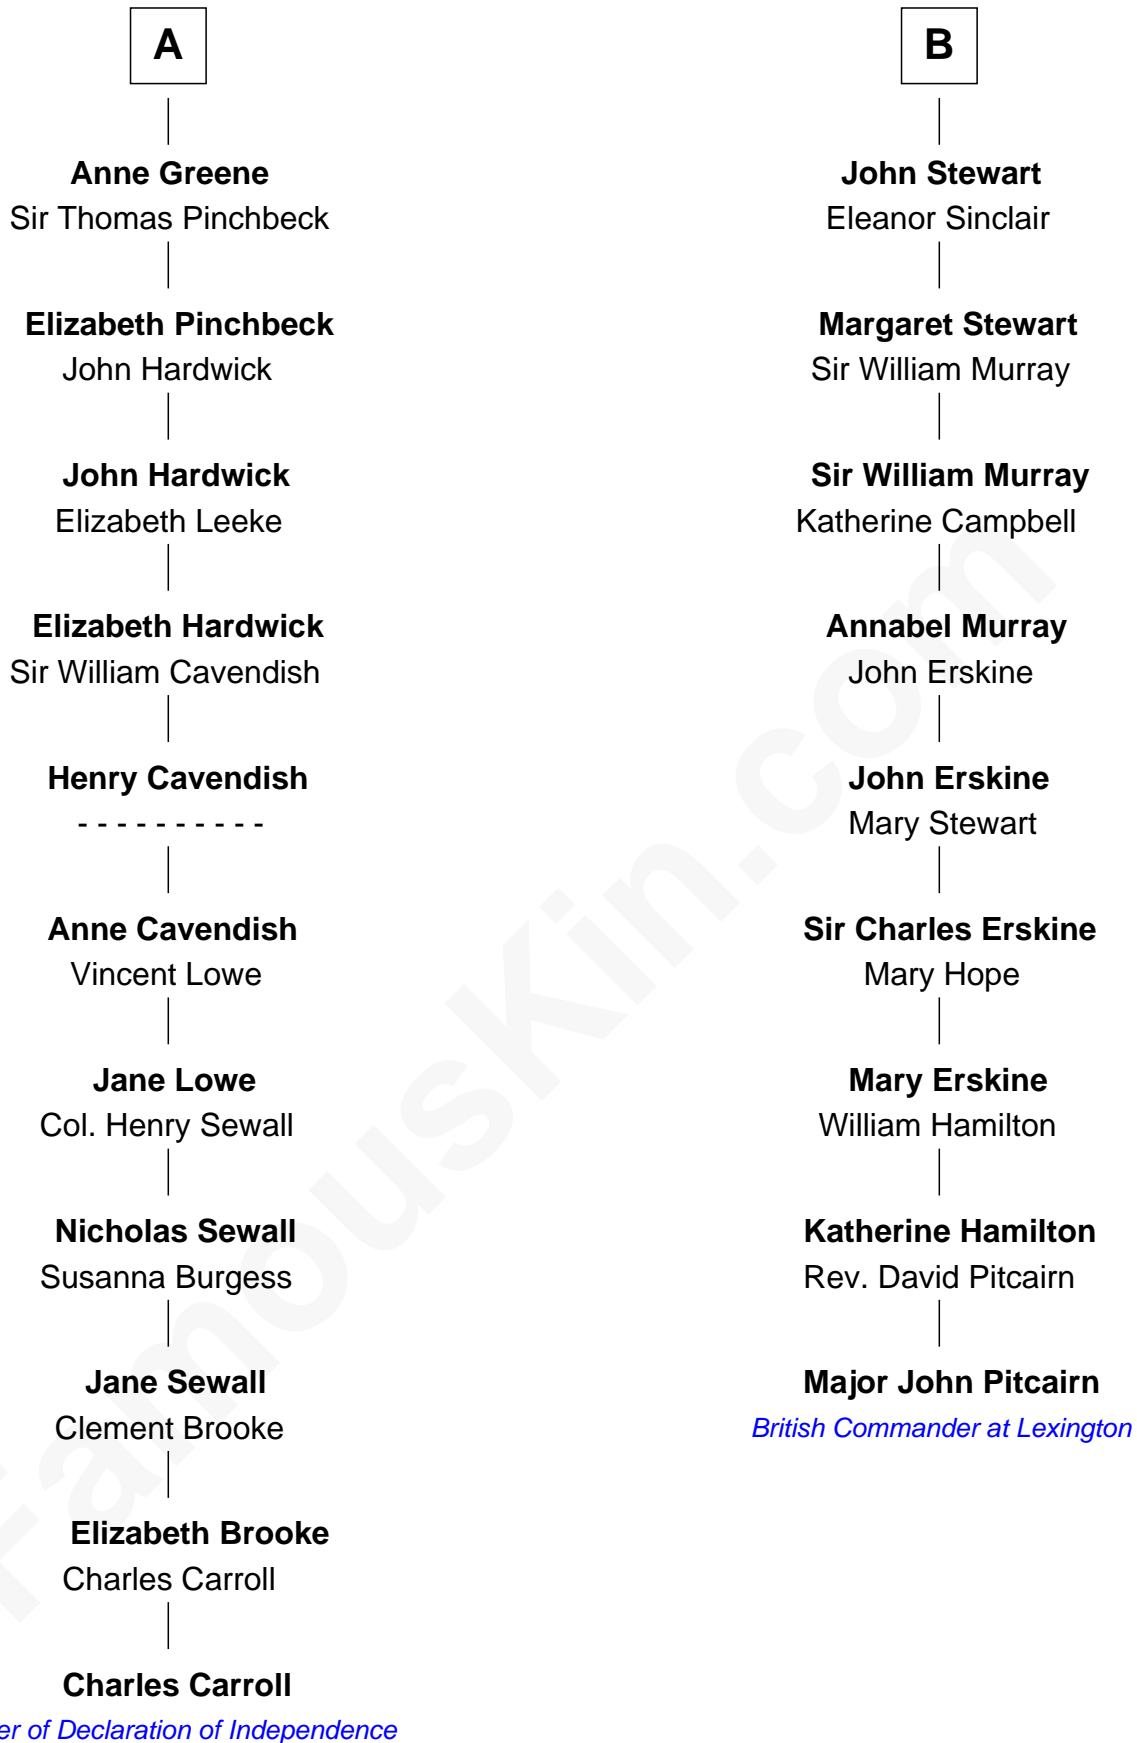 A
Anne Greene
Sir Thomas Pinchbeck
Elizabeth Pinchbeck
John Hardwick
John Hardwick
Elizabeth Leeke
Elizabeth Hardwick
Sir William Cavendish
Henry Cavendish
- - - - - - - - - -
Anne Cavendish
Vincent Lowe
Jane Lowe
Col. Henry Sewall
Nicholas Sewall
Susanna Burgess
Jane Sewall
Clement Brooke
Elizabeth Brooke
Charles Carroll
Charles Carroll
er of Declaration of Independence
B
John Stewart
Eleanor Sinclair
Margaret Stewart
Sir William Murray
Sir William Murray
Katherine Campbell
Annabel Murray
John Erskine
John Erskine
Mary Stewart
Sir Charles Erskine
Mary Hope
Mary Erskine
William Hamilton
Katherine Hamilton
Rev. David Pitcairn
Major John Pitcairn
British Commander at Lexington
FamousKin.com